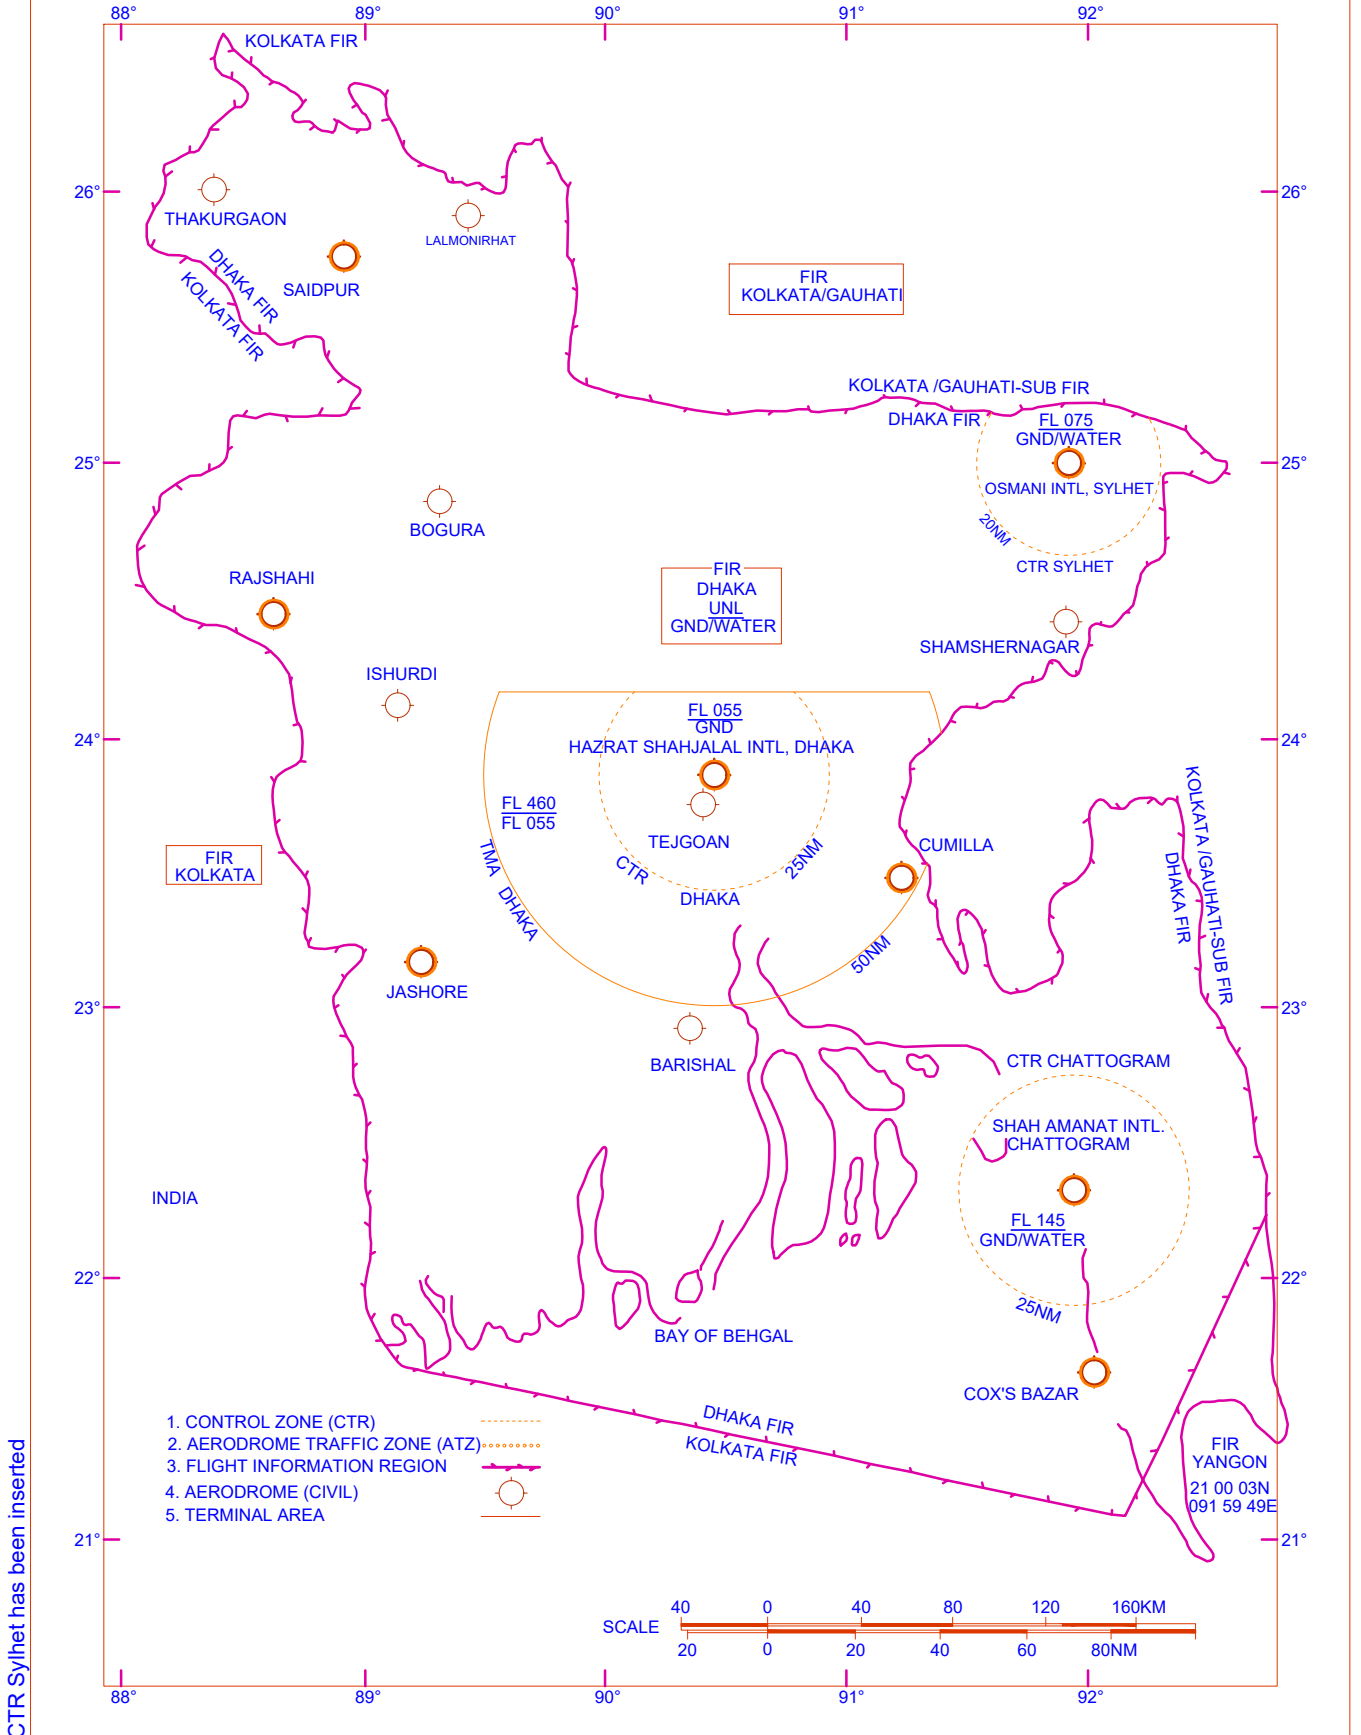 88°
89°
90°
91°
92°
KOLKATA FIR
26°
26°
THAKURGAON
LALMONIRHAT
DHAKA FIR
KOLKATA FIR
SAIDPUR
FIR
KOLKATA/GAUHATI
KOLKATA /GAUHATI-SUB FIR
DHAKA FIR
FL 075
GND/WATER
25°
25°
OSMANI INTL, SYLHET
20NM
CTR SYLHET
BOGURA
RAJSHAHI
FIR
DHAKA
UNL
GND/WATER
SHAMSHERNAGAR
ISHURDI
FL 055
GND
24°
24°
HAZRAT SHAHJALAL INTL, DHAKA
FL 460
FL 055
TEJGOAN
CUMILLA
KOLKATA /GAUHATI-SUB FIR
DHAKA FIR
FIR
KOLKATA
TMA DHAKA
CTR
DHAKA
25NM
50NM
JASHORE
23°
23°
BARISHAL
CTR CHATTOGRAM
SHAH AMANAT INTL.
CHATTOGRAM
INDIA
FL 145
GND/WATER
22°
22°
25NM
BAY OF BEHGAL
COX'S BAZAR
DHAKA FIR
KOLKATA FIR
1. CONTROL ZONE (CTR)
2. AERODROME TRAFFIC ZONE (ATZ)
3. FLIGHT INFORMATION REGION
4. AERODROME (CIVIL)
5. TERMINAL AREA
FIR
YANGON
21 00 03N
091 59 49E
21°
21°
SCALE
40 0 40 80 120 160KM
20 0 20 40 60 80NM
88°
89°
90°
91°
92°
CTR Sylhet has been inserted